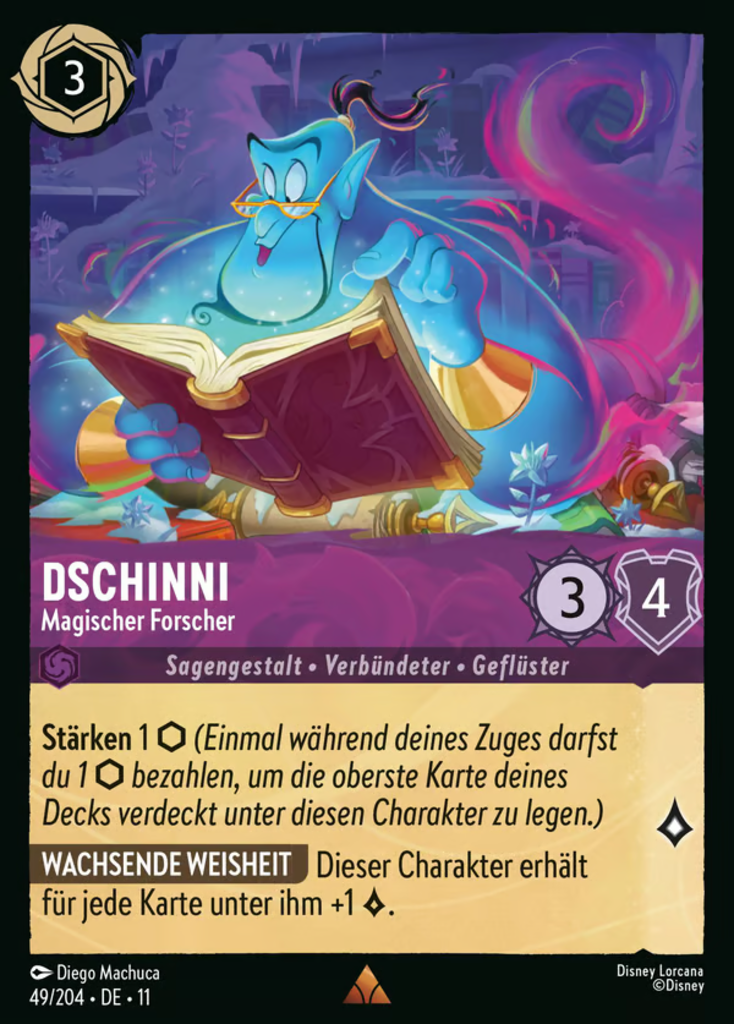 3
DSCHINNI
Magischer Forscher
3
4
Sagengestalt • Verbündeter • Geflüster
Stärken 1 ⬡ (Einmal während deines Zuges darfst
du 1 ⬡ bezahlen, um die oberste Karte deines
Decks verdeckt unter diesen Charakter zu legen.)
WACHSENDE WEISHEIT Dieser Charakter erhält
für jede Karte unter ihm +1 ⟡.
Diego Machuca
49/204 • DE • 11
Disney Lorcana
©Disney